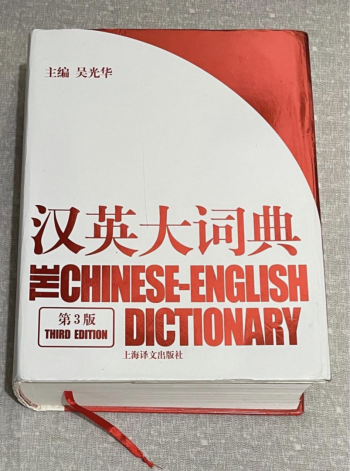 主编 吴光华
汉英大词典
THE CHINESE-ENGLISH
DICTIONARY
第3版
THIRD EDITION
上海译文出版社